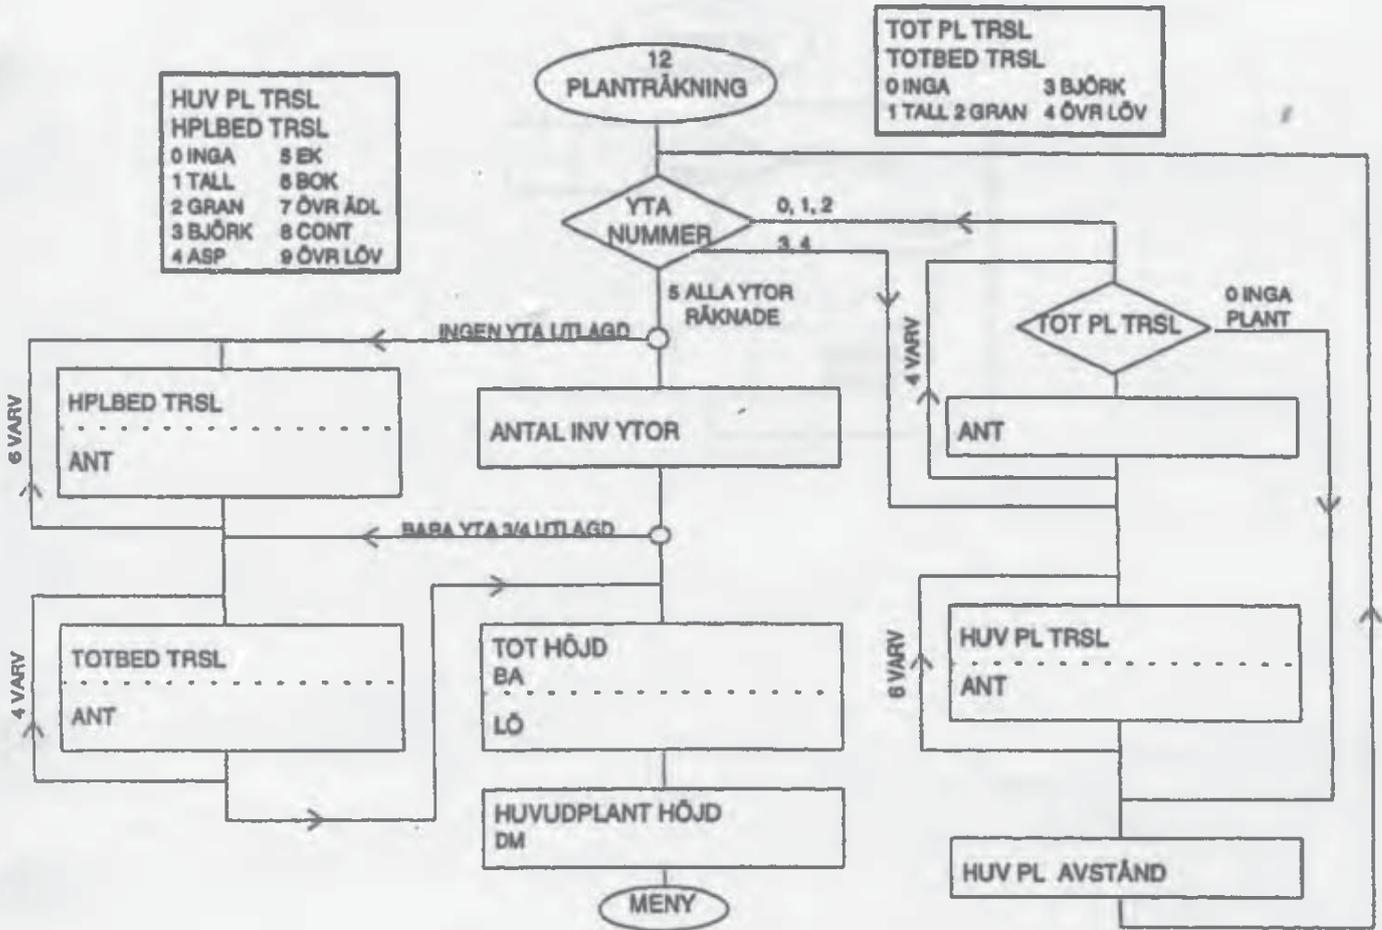 12
PLANTRÄKNING
TOT PL TRSL
TOTBED TRSL
0 INGA 3 BJÖRK
1 TALL 2 GRAN 4 ÖVR LÖV
HUV PL TRSL
HPLBED TRSL
0 INGA 5 EK
1 TALL 6 BOK
2 GRAN 7 ÖVR ÄDL
3 BJÖRK 8 CONT
4 ASP 9 ÖVR LÖV
YTA
NUMMER
0, 1, 2
3, 4
5 ALLA YTOR
RÄKNADE
INGEN YTA UTLAGD
TOT PL TRSL
0 INGA
PLANT
4 VARV
ANT
6 VARV
HPLBED TRSL
ANT
ANTAL INV YTOR
BARA YTA 3/4 UTLAGD
4 VARV
TOTBED TRSL
ANT
TOT HÖJD
BA
LÖ
6 VARV
HUV PL TRSL
ANT
HUVUDPLANT HÖJD
DM
HUV PL AVSTÅND
MENY